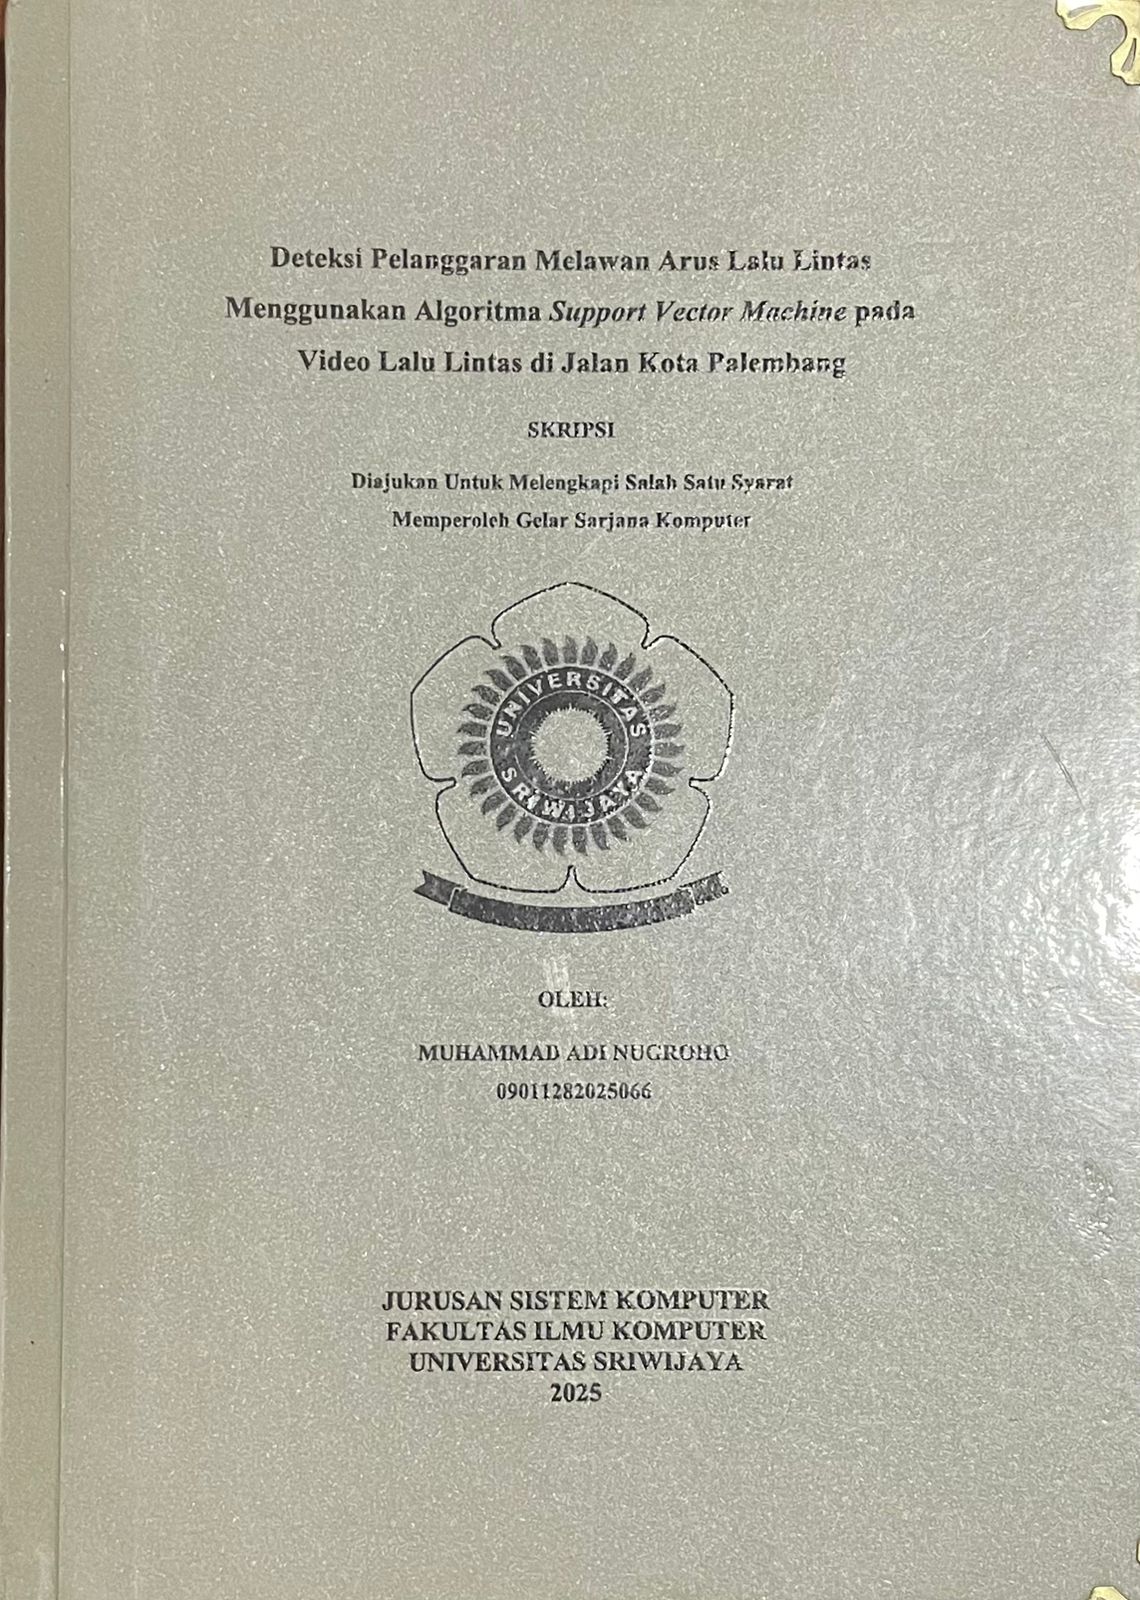 Deteksi Pelanggaran Melawan Arus Lalu Lintas
Menggunakan Algoritma Support Vector Machine pada
Video Lalu Lintas di Jalan Kota Palembang
SKRIPSI
Diajukan Untuk Melengkapi Salah Satu Syarat
Memperoleh Gelar Sarjana Komputer
UNIVERSITAS
SRIWIJAYA
OLEH:
MUHAMMAD ADI NUGROHO
09011282025066
JURUSAN SISTEM KOMPUTER
FAKULTAS ILMU KOMPUTER
UNIVERSITAS SRIWIJAYA
2025